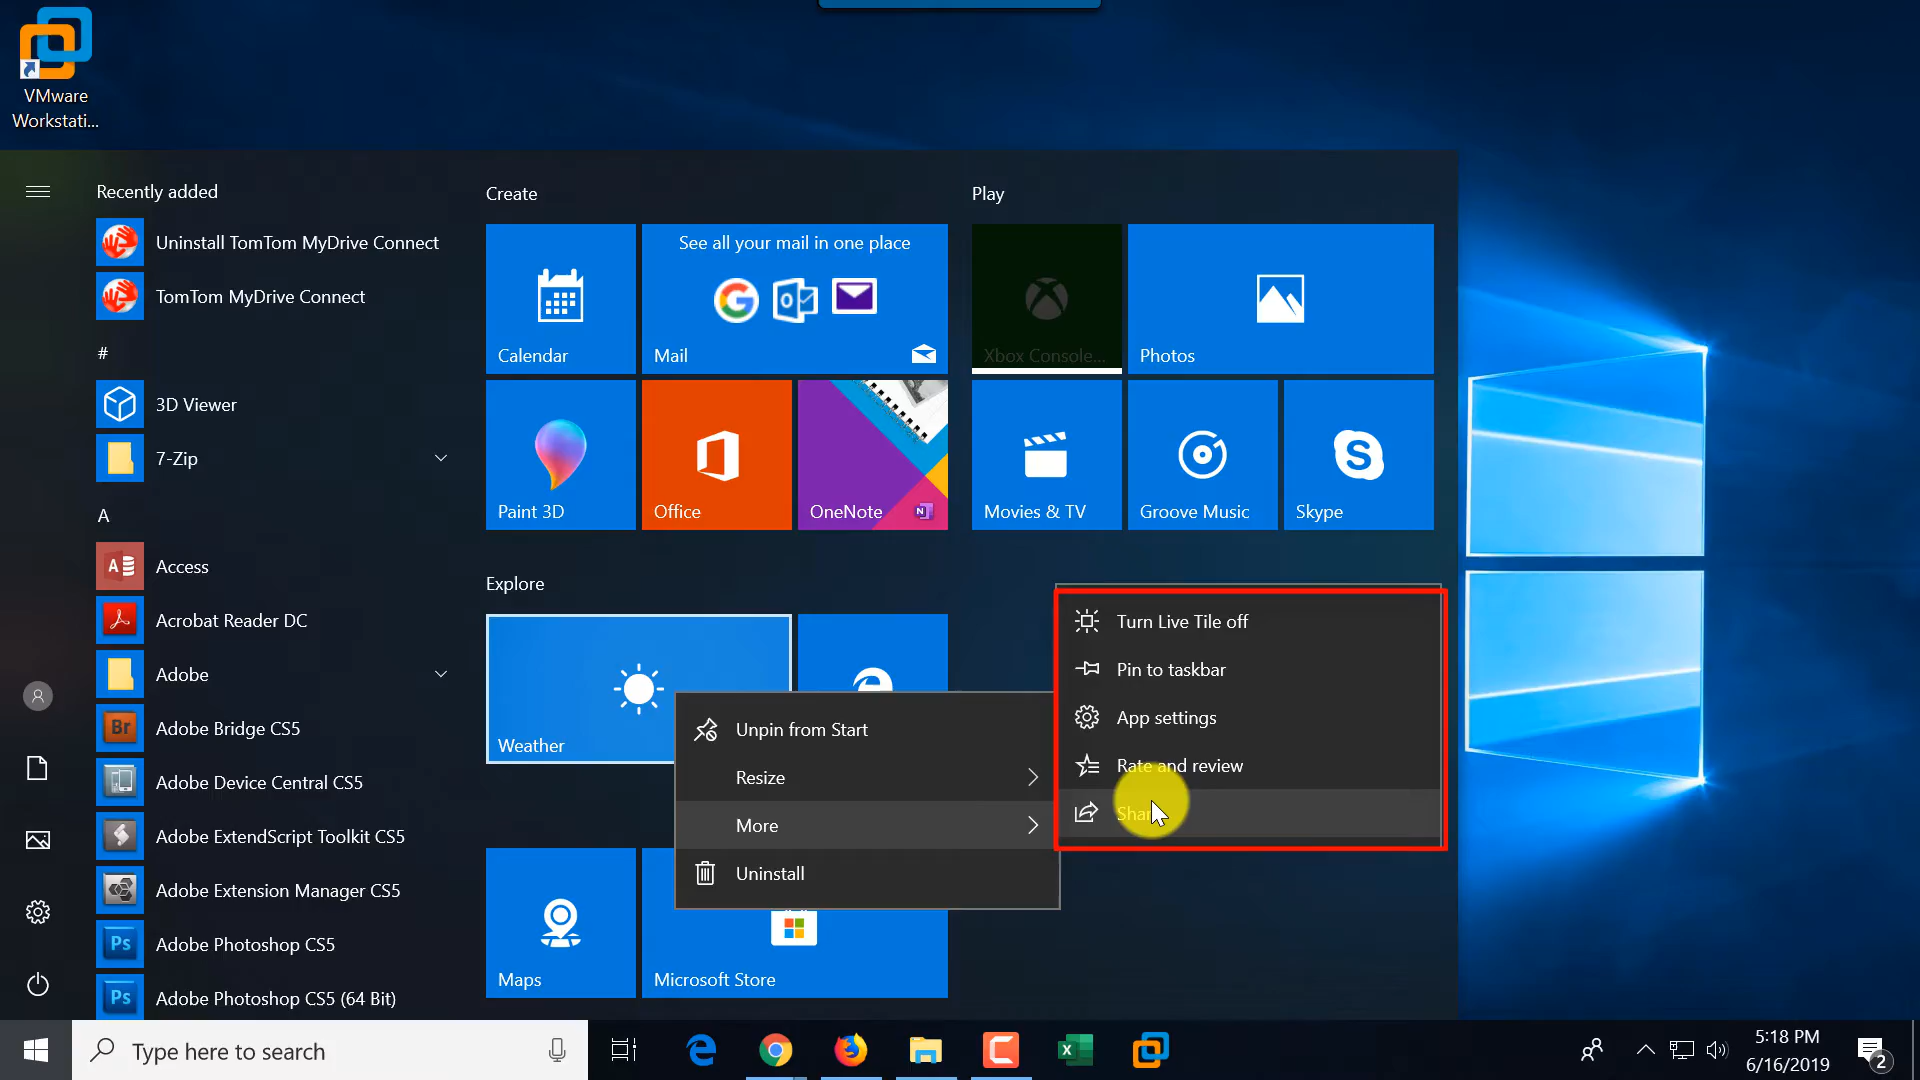 VMware
Workstati...
Recently added
Uninstall TomTom MyDrive Connect
TomTom MyDrive Connect
#
3D Viewer
7-Zip
A
Access
Acrobat Reader DC
Adobe
Adobe Bridge CS5
Adobe Device Central CS5
Adobe ExtendScript Toolkit CS5
Adobe Extension Manager CS5
Adobe Photoshop CS5
Adobe Photoshop CS5 (64 Bit)
Create
Calendar
See all your mail in one place
Mail
Paint 3D
Office
OneNote
Play
Xbox Console...
Photos
Movies & TV
Groove Music
Skype
Explore
Weather
Maps
Microsoft Store
Unpin from Start
Resize
More
Uninstall
Turn Live Tile off
Pin to taskbar
App settings
Rate and review
Type here to search
5:18 PM
6/16/2019
2